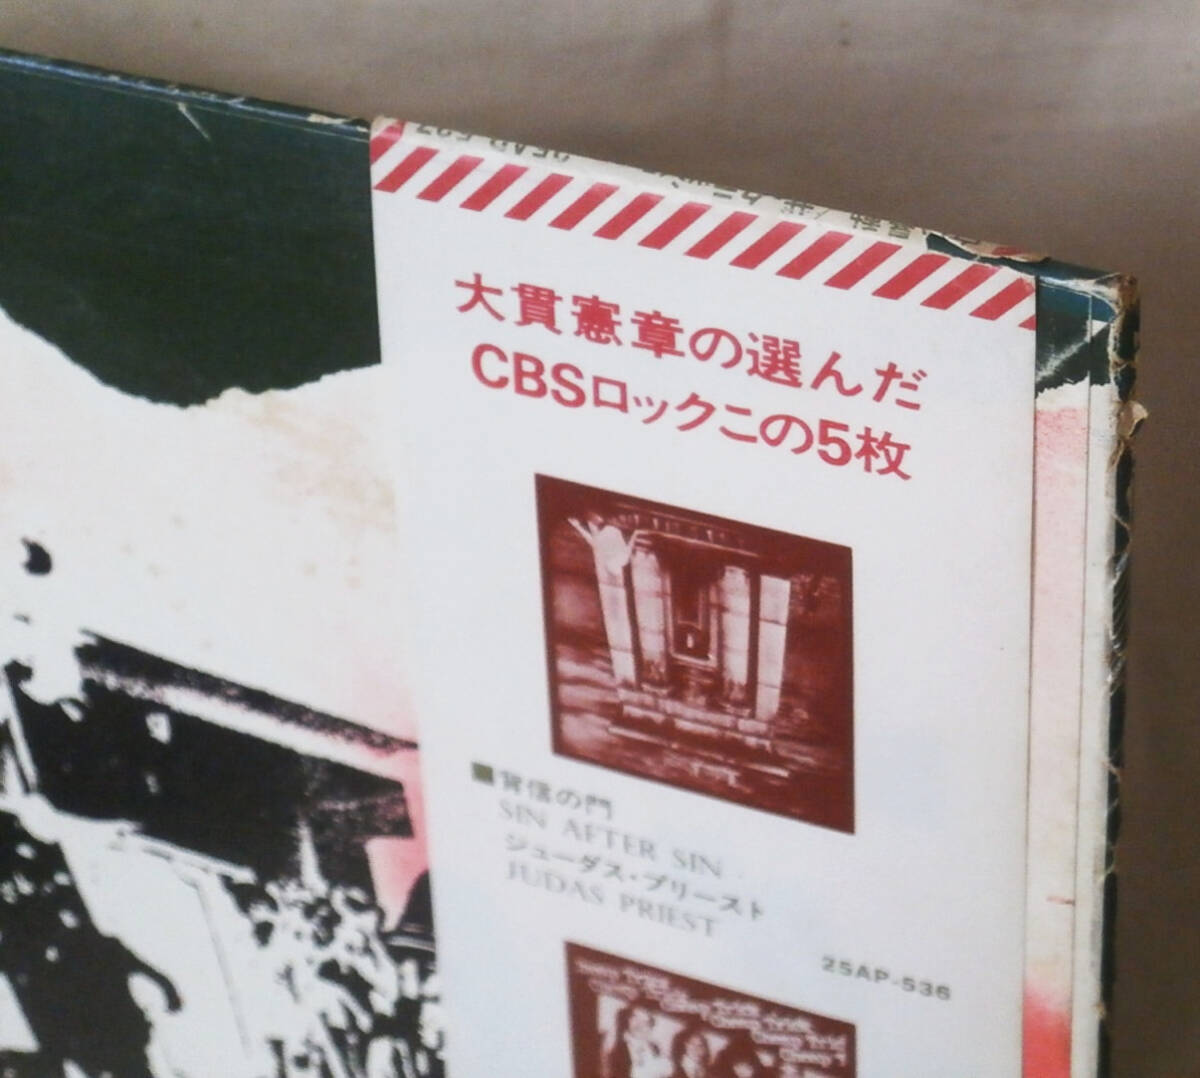 大貫憲章の選んだ
CBSロックこの5枚
■背信の門
SIN AFTER SIN
ジューダス・プリースト
JUDAS PRIEST
25AP-536
Cheap Trick